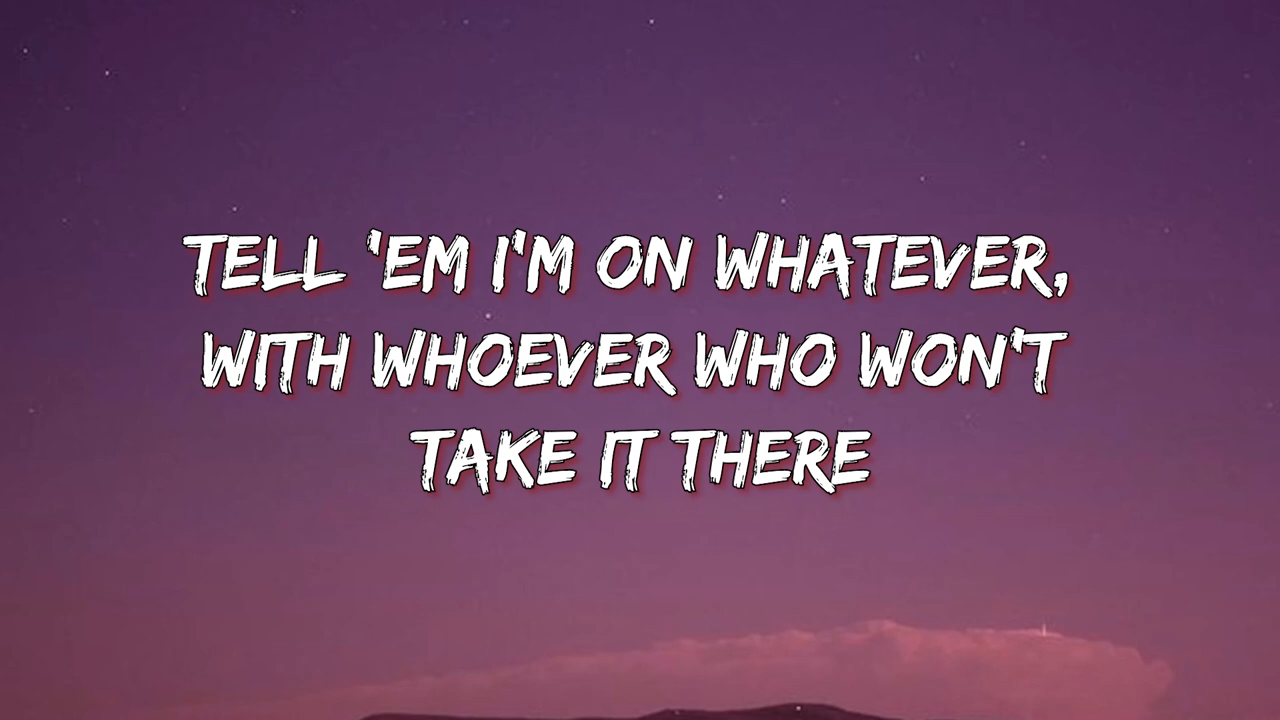 TELL 'EM I'M ON WHATEVER,
WITH WHOEVER WHO WON'T
TAKE IT THERE